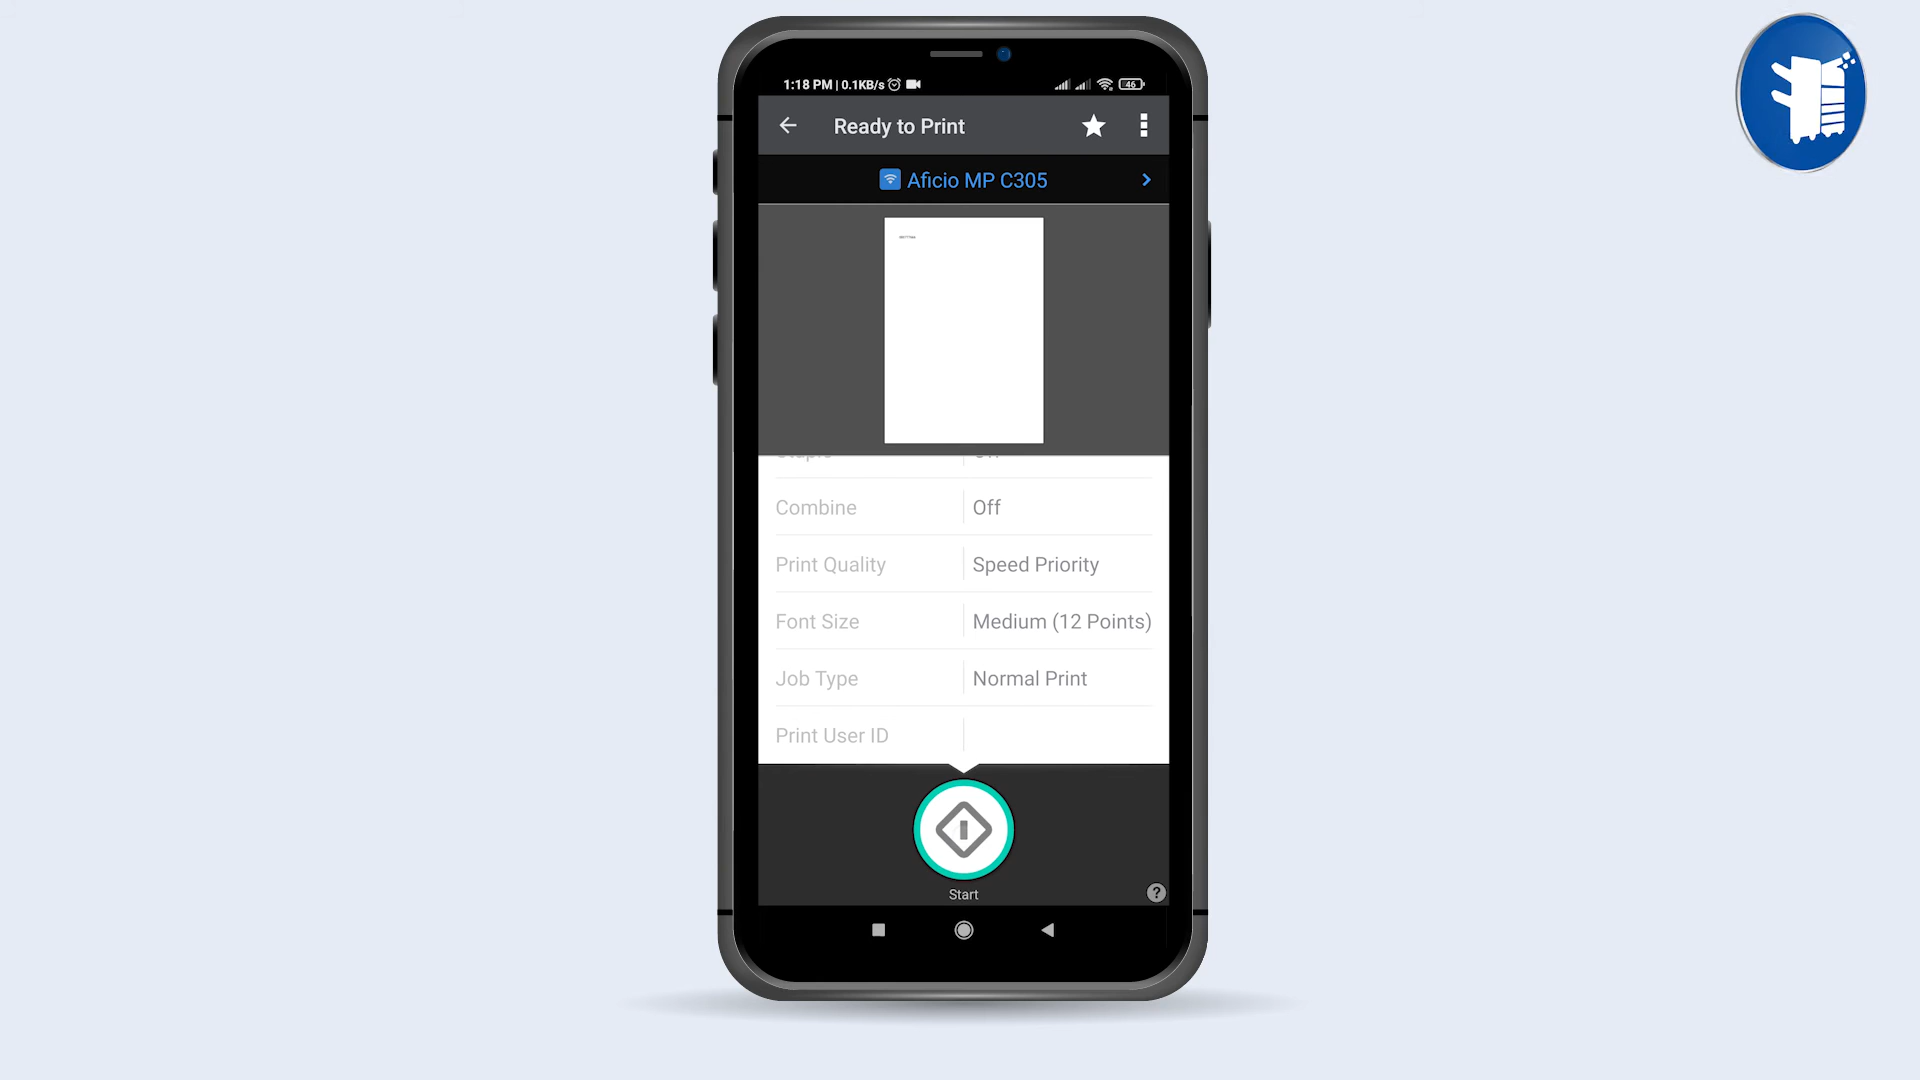 1:18 PM | 0.1KB/s
46
Ready to Print
Aficio MP C305
Combine
Off
Print Quality
Speed Priority
Font Size
Medium (12 Points)
Job Type
Normal Print
Print User ID
Start
?